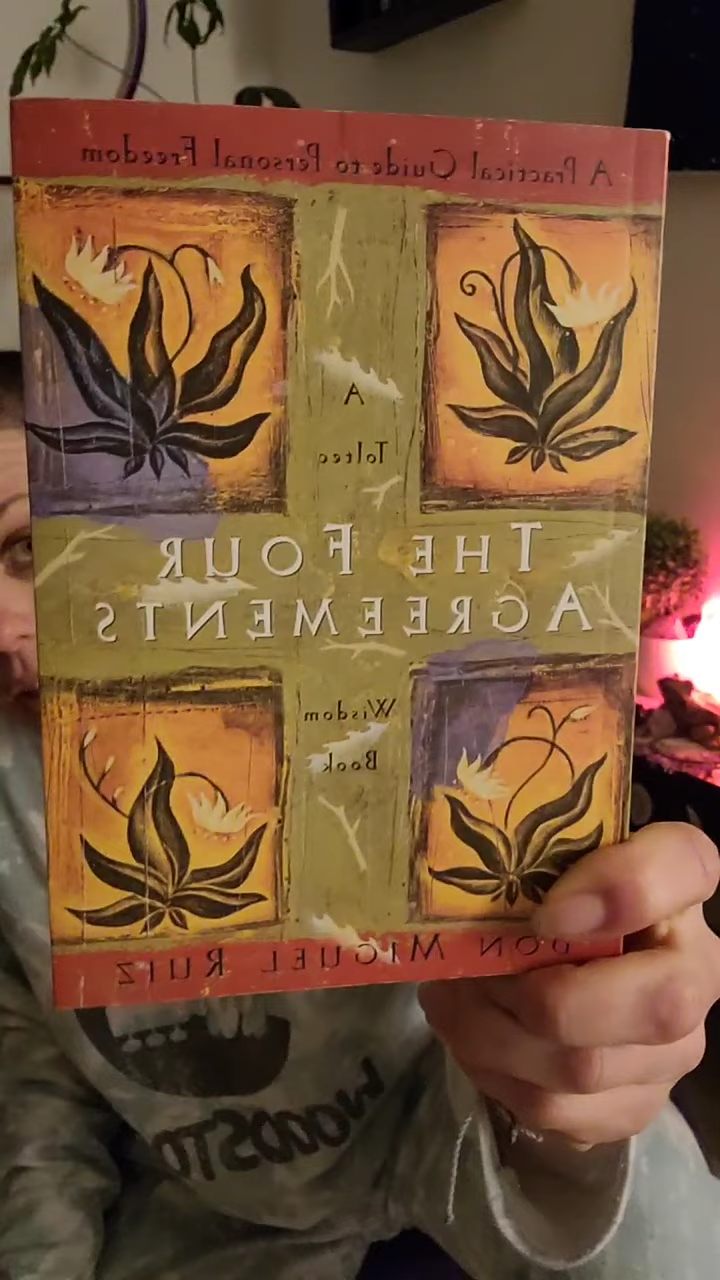 A Practical Guide to Personal Freedom
A
Toltec
THE FOUR
AGREEMENTS
Wisdom
Book
DON MIGUEL RUIZ
WOODSTO